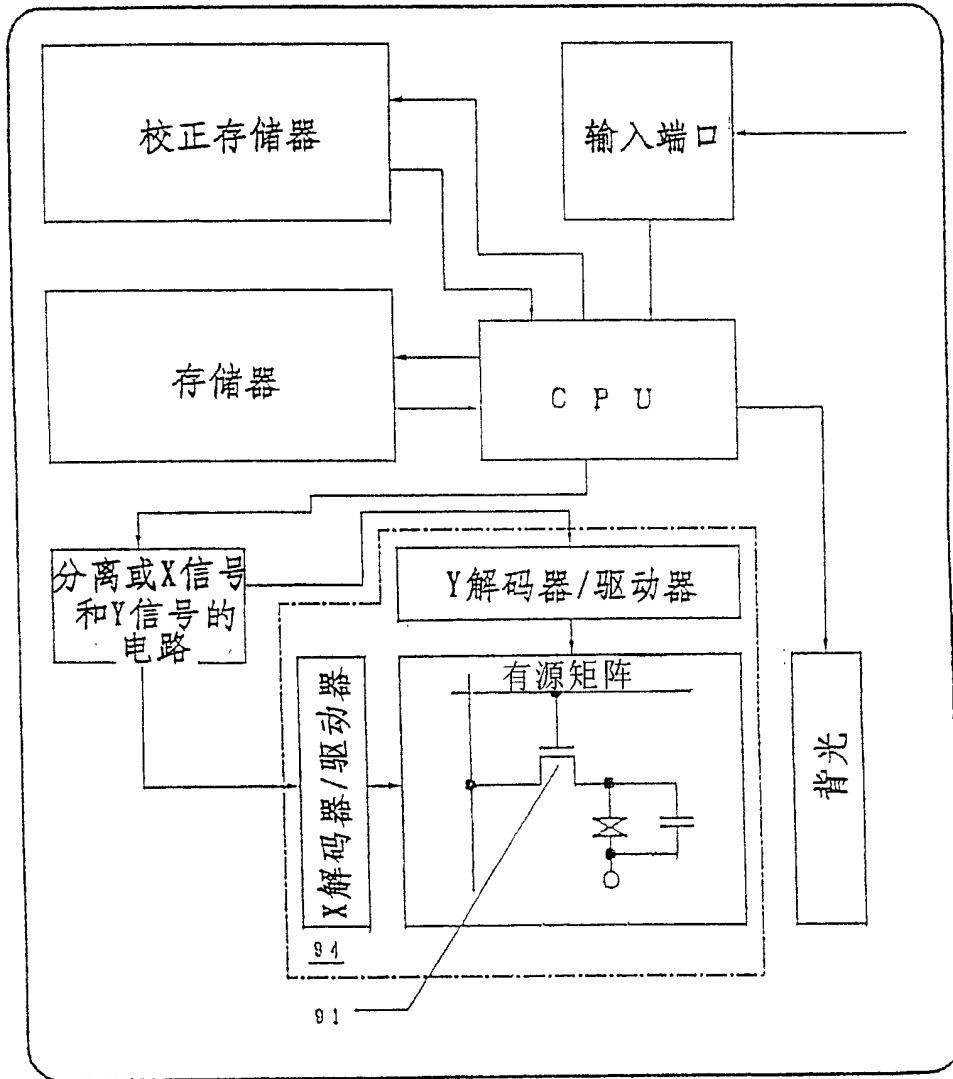 校正存储器
输入端口
存储器
C P U
分离或X信号
和Y信号的
电路
Y解码器/驱动器
有源矩阵
X解码器/驱动器
背光
94
91